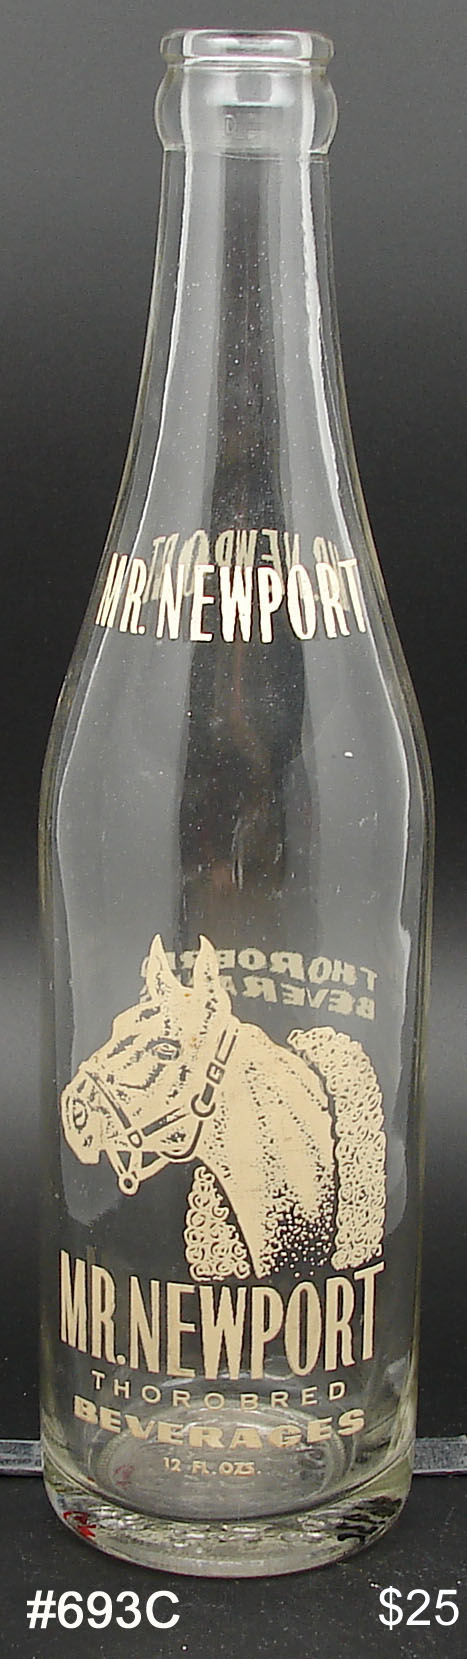 MR. NEWPORT
MR. NEWPORT
THOROBRED
BEVERAGES
12 FL. OZS.
#693C $25